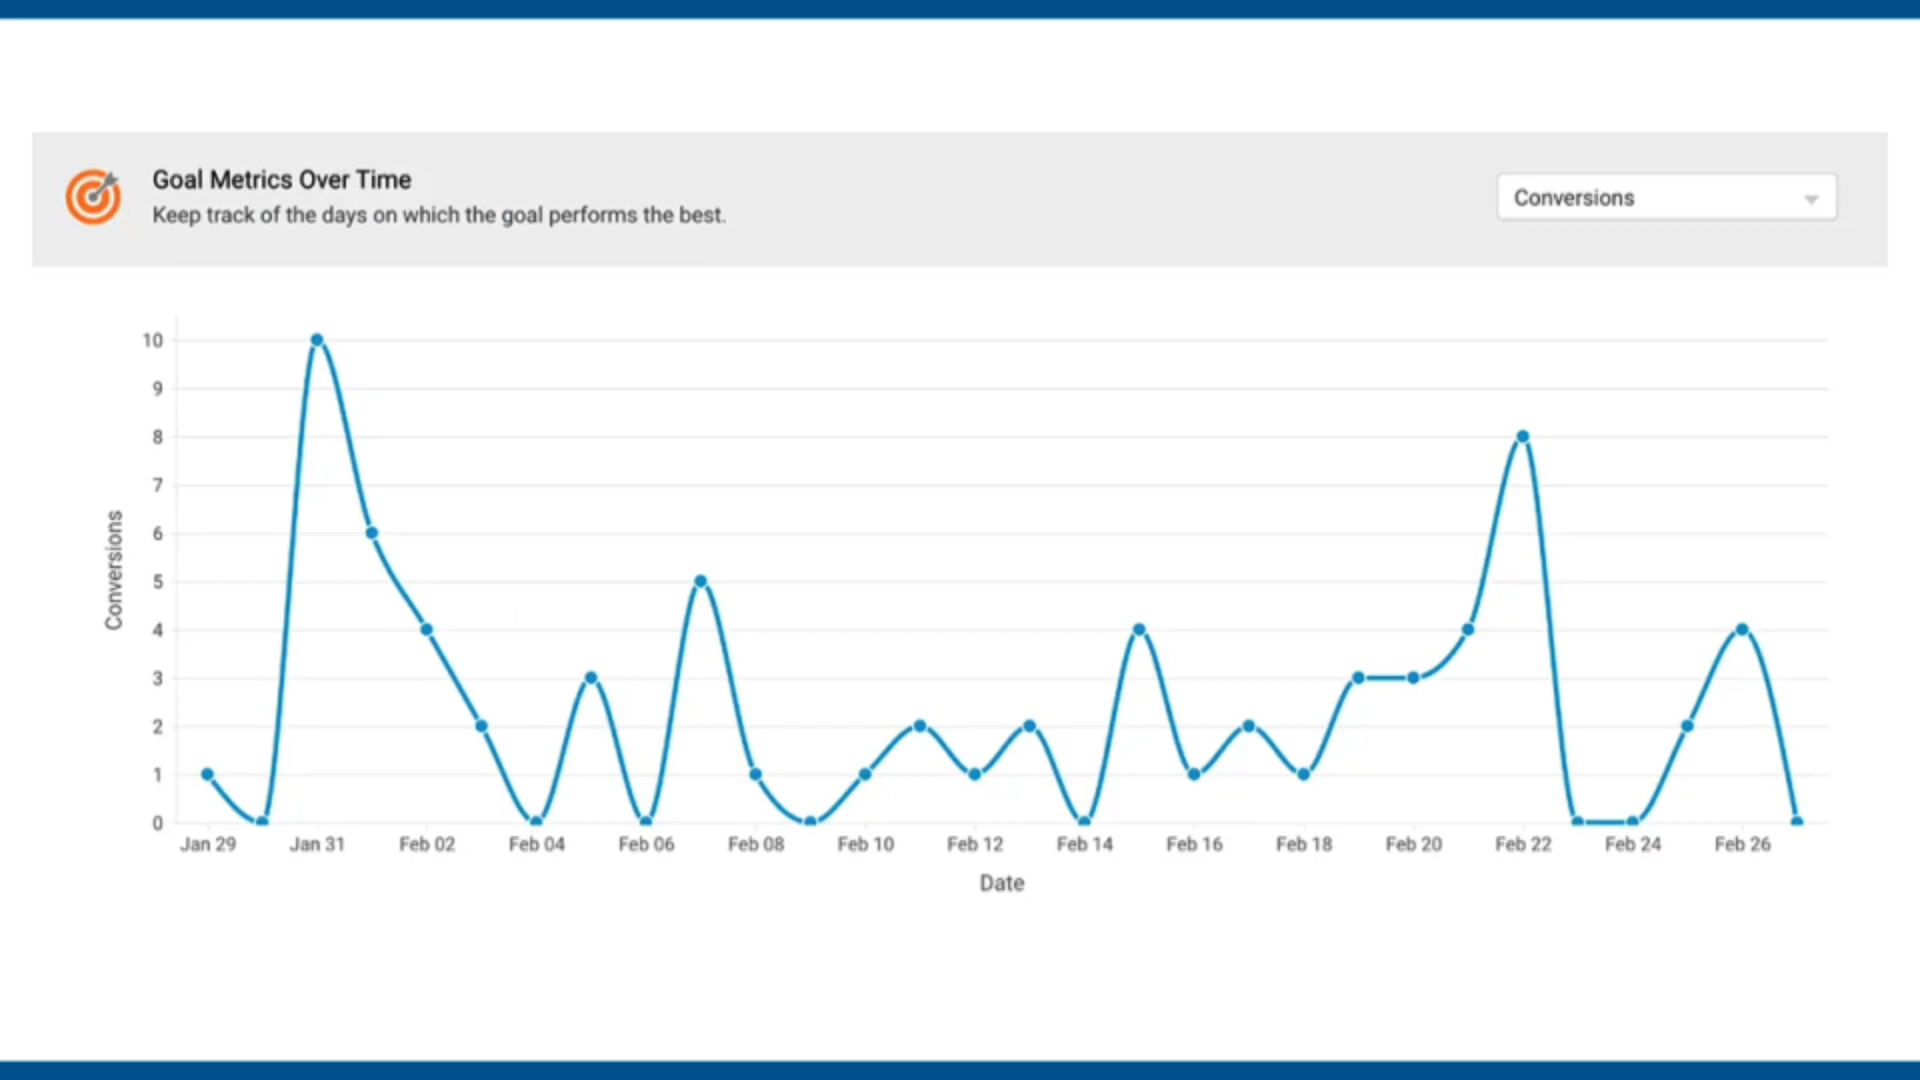 Goal Metrics Over Time
Keep track of the days on which the goal performs the best.
Conversions
10
9
8
7
6
5
4
3
2
1
0
Conversions
Jan 29 Jan 31 Feb 02 Feb 04 Feb 06 Feb 08 Feb 10 Feb 12 Feb 14 Feb 16 Feb 18 Feb 20 Feb 22 Feb 24 Feb 26
Date